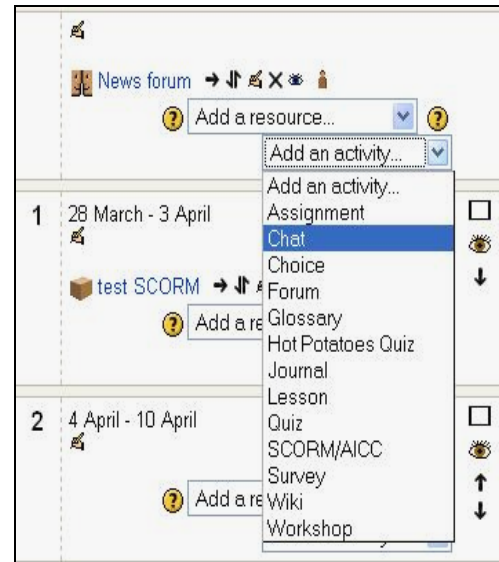 News forum
Add a resource...
Add an activity...
Add an activity...
1 28 March - 3 April
Assignment
Chat
Choice
test SCORM
Forum
Add a re
Glossary
Hot Potatoes Quiz
Journal
Lesson
2 4 April - 10 April
Quiz
SCORM/AICC
Survey
Add a re
Wiki
Workshop